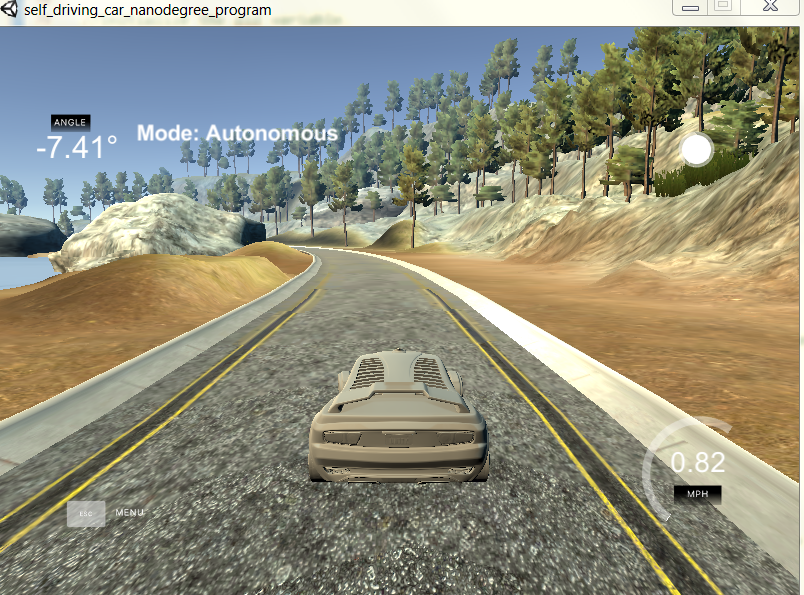 self_driving_car_nanodegree_program
ANGLE
-7.41°
Mode: Autonomous
0.82
MPH
ESC
MENU